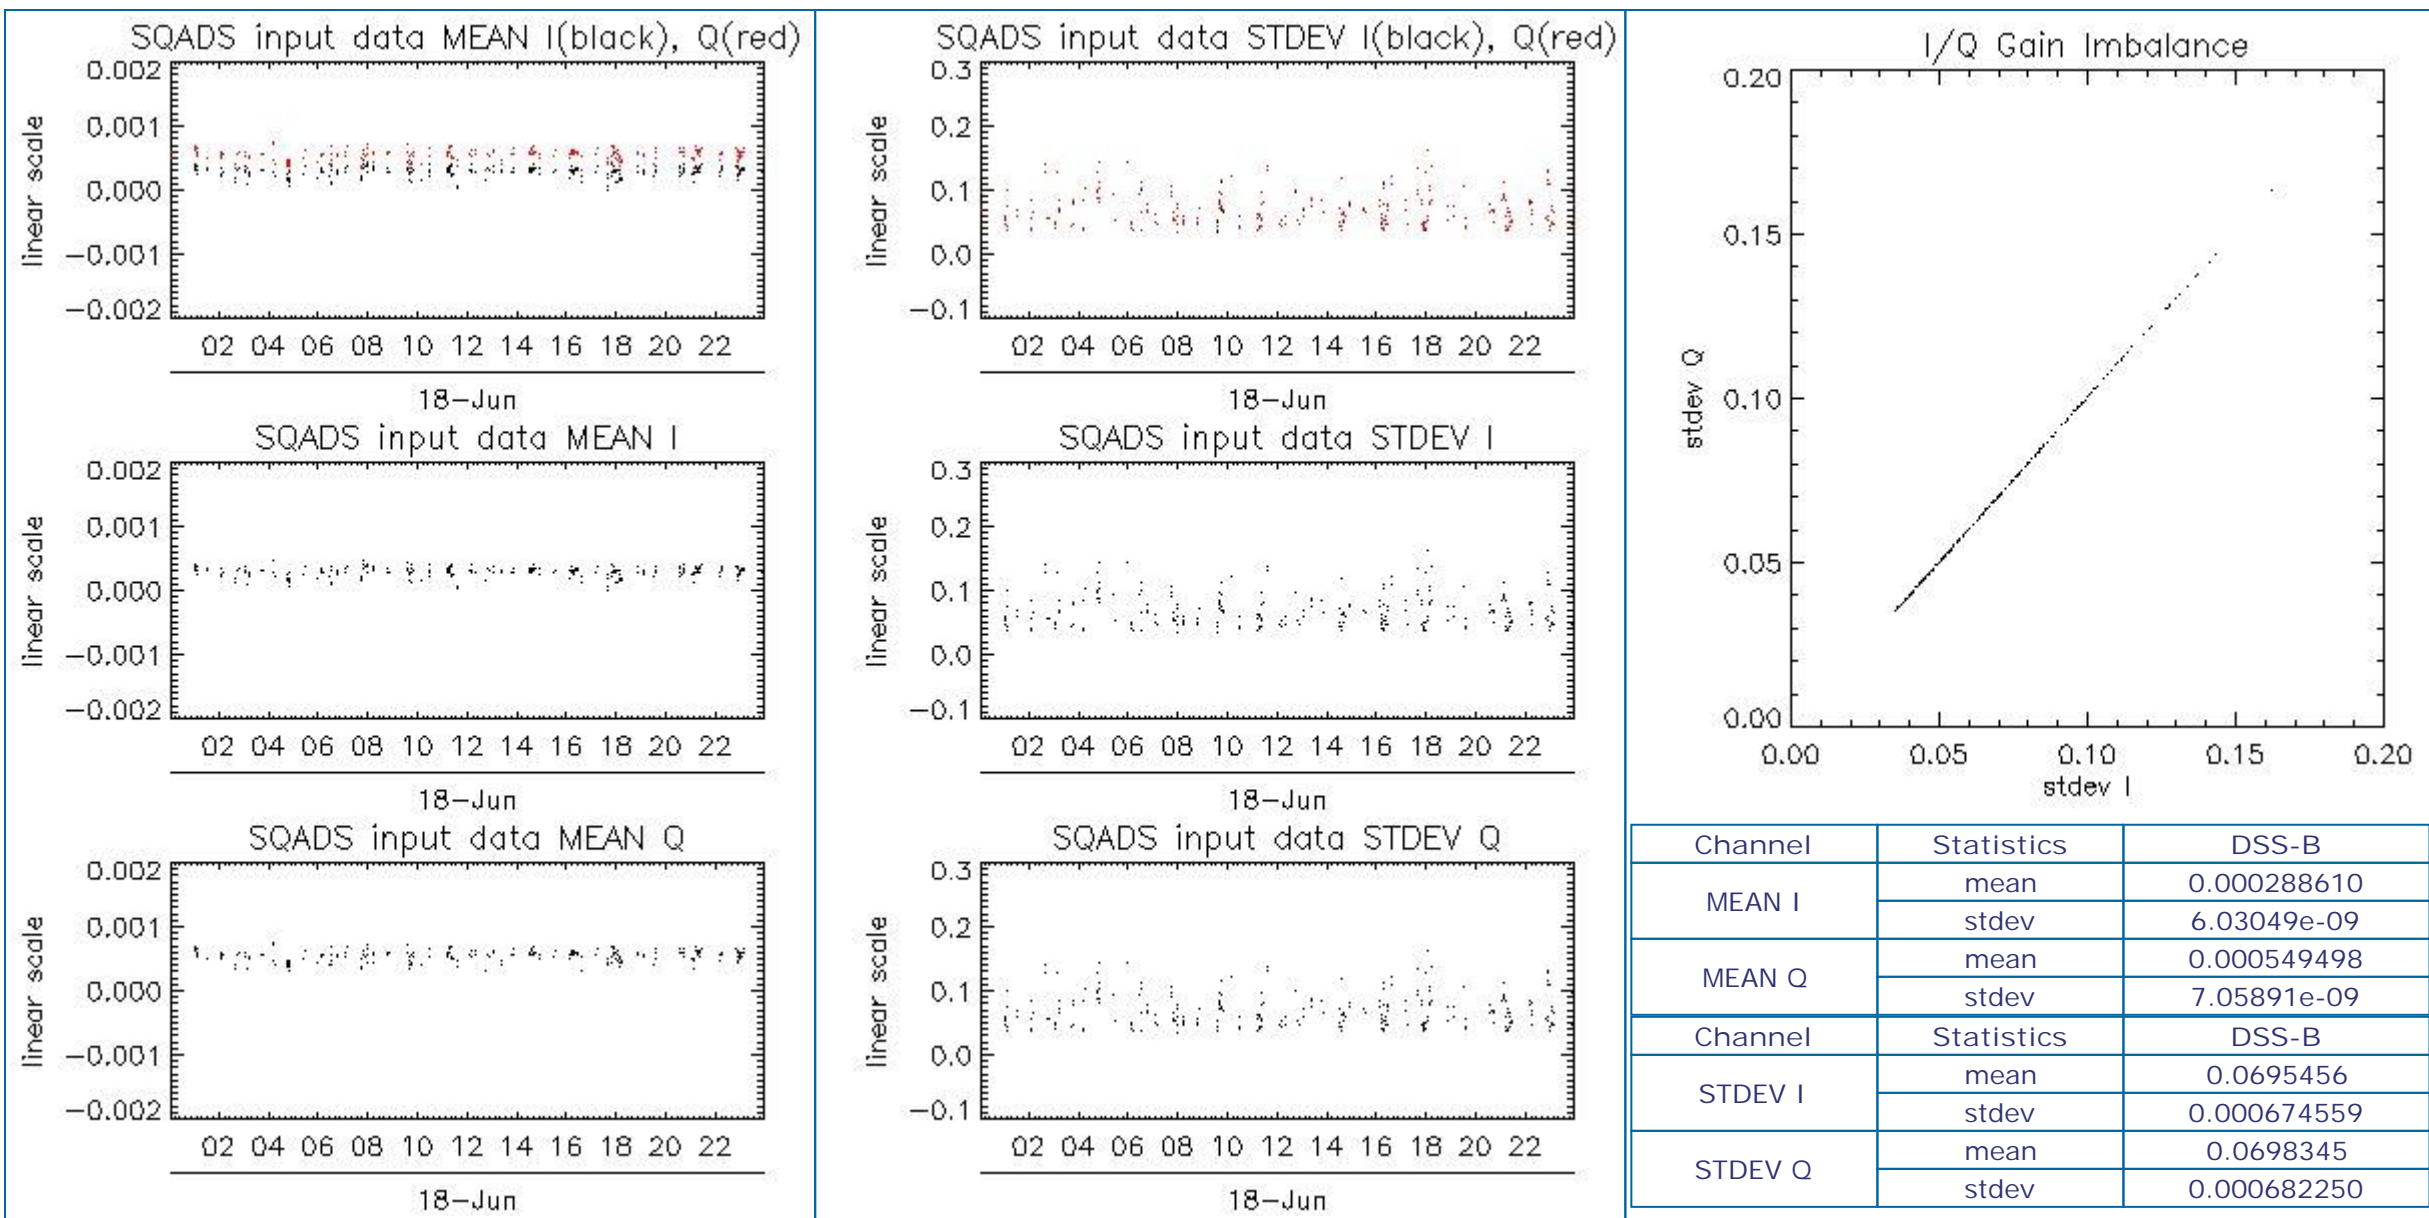 SQADS input data MEAN I(black), Q(red)
0.002
0.001
0.000
−0.001
−0.002
linear scale
02 04 06 08 10 12 14 16 18 20 22
18−Jun
SQADS input data MEAN I
0.002
0.001
0.000
−0.001
−0.002
linear scale
02 04 06 08 10 12 14 16 18 20 22
18−Jun
SQADS input data MEAN Q
0.002
0.001
0.000
−0.001
−0.002
linear scale
02 04 06 08 10 12 14 16 18 20 22
18−Jun
SQADS input data STDEV I(black), Q(red)
0.3
0.2
0.1
0.0
−0.1
linear scale
02 04 06 08 10 12 14 16 18 20 22
18−Jun
SQADS input data STDEV I
0.3
0.2
0.1
0.0
−0.1
linear scale
02 04 06 08 10 12 14 16 18 20 22
18−Jun
SQADS input data STDEV Q
0.3
0.2
0.1
0.0
−0.1
linear scale
02 04 06 08 10 12 14 16 18 20 22
18−Jun
I/Q Gain Imbalance
0.20
0.15
0.10
0.05
0.00
stdev Q
0.00 0.05 0.10 0.15 0.20
stdev I
Channel Statistics DSS-B
MEAN I mean 0.000288610
stdev 6.03049e-09
MEAN Q mean 0.000549498
stdev 7.05891e-09
Channel Statistics DSS-B
STDEV I mean 0.0695456
stdev 0.000674559
STDEV Q mean 0.0698345
stdev 0.000682250